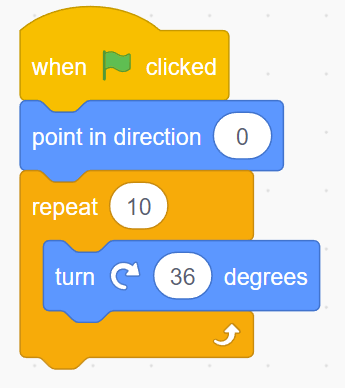 when clicked
point in direction 0
repeat 10
turn 36 degrees